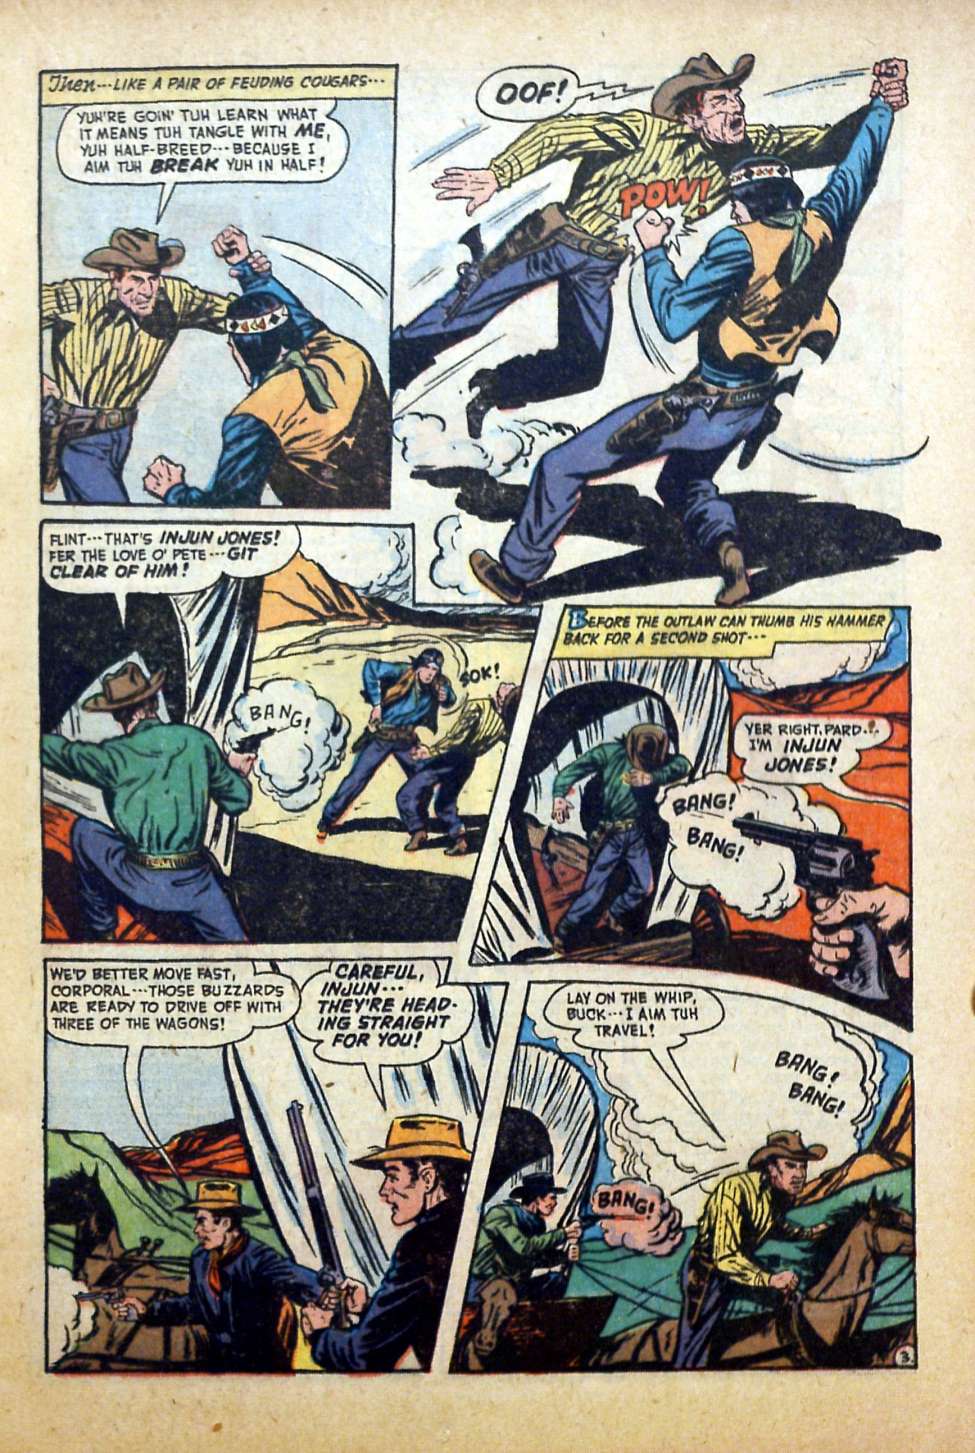 Then---LIKE A PAIR OF FEUDING COUGARS---
YUH'RE GOIN' TUH LEARN WHAT
IT MEANS TUH TANGLE WITH ME,
YUH HALF-BREED---BECAUSE I
AIM TUH BREAK YUH IN HALF!
OOF!
POW!
FLINT---THAT'S INJUN JONES!
FER THE LOVE O' PETE---GIT
CLEAR OF HIM!
BANG!
SOK!
BEFORE THE OUTLAW CAN THUMB HIS HAMMER
BACK FOR A SECOND SHOT---
YER RIGHT, PARD--!
I'M INJUN
JONES!
BANG!
BANG!
WE'D BETTER MOVE FAST,
CORPORAL---THOSE BUZZARDS
ARE READY TO DRIVE OFF WITH
THREE OF THE WAGONS!
CAREFUL,
INJUN---
THEY'RE HEAD-
ING STRAIGHT
FOR YOU!
LAY ON THE WHIP,
BUCK---I AIM TUH
TRAVEL!
BANG!
BANG!
BANG!
3